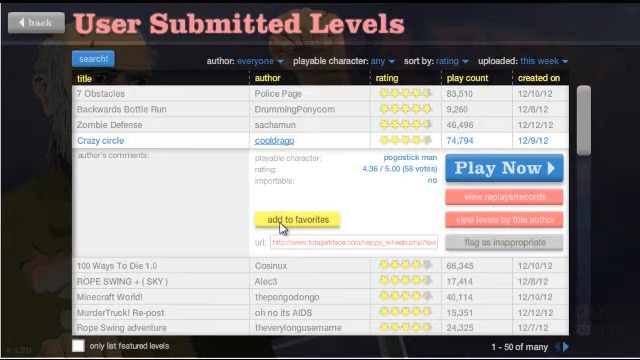 back
User Submitted Levels
search!
author: everyone playable character: any sort by: rating uploaded: this week
title author rating play count created on
7 Obstacles Police Page 83,510 12/10/12
Backwards Bottle Run DrummingPonycorn 9,260 12/8/12
Zombie Defense sachamun 46,496 12/12/12
Crazy circle cooldrago 74,794 12/9/12
author's comments:
playable character: pogostick man
rating: 4.36 / 5.00 (58 votes)
importable: no
Play Now
view replays/records
add to favorites
view levels by this author
url: http://www.totaljerkface.com/happy_wheels.php?lev
flag as inappropriate
100 Ways To Die 1.0 Cosinux 66,345 12/10/12
ROPE SWING + ( SKY ) Alec3 17,414 12/8/12
Minecraft World! thepongodongo 40,114 12/10/12
MurderTruck! Re-post oh no its AIDS 15,351 12/12/12
Rope Swing adventure theverylongusername 24,325 12/7/12
only list featured levels 1 - 50 of many
v 1.70